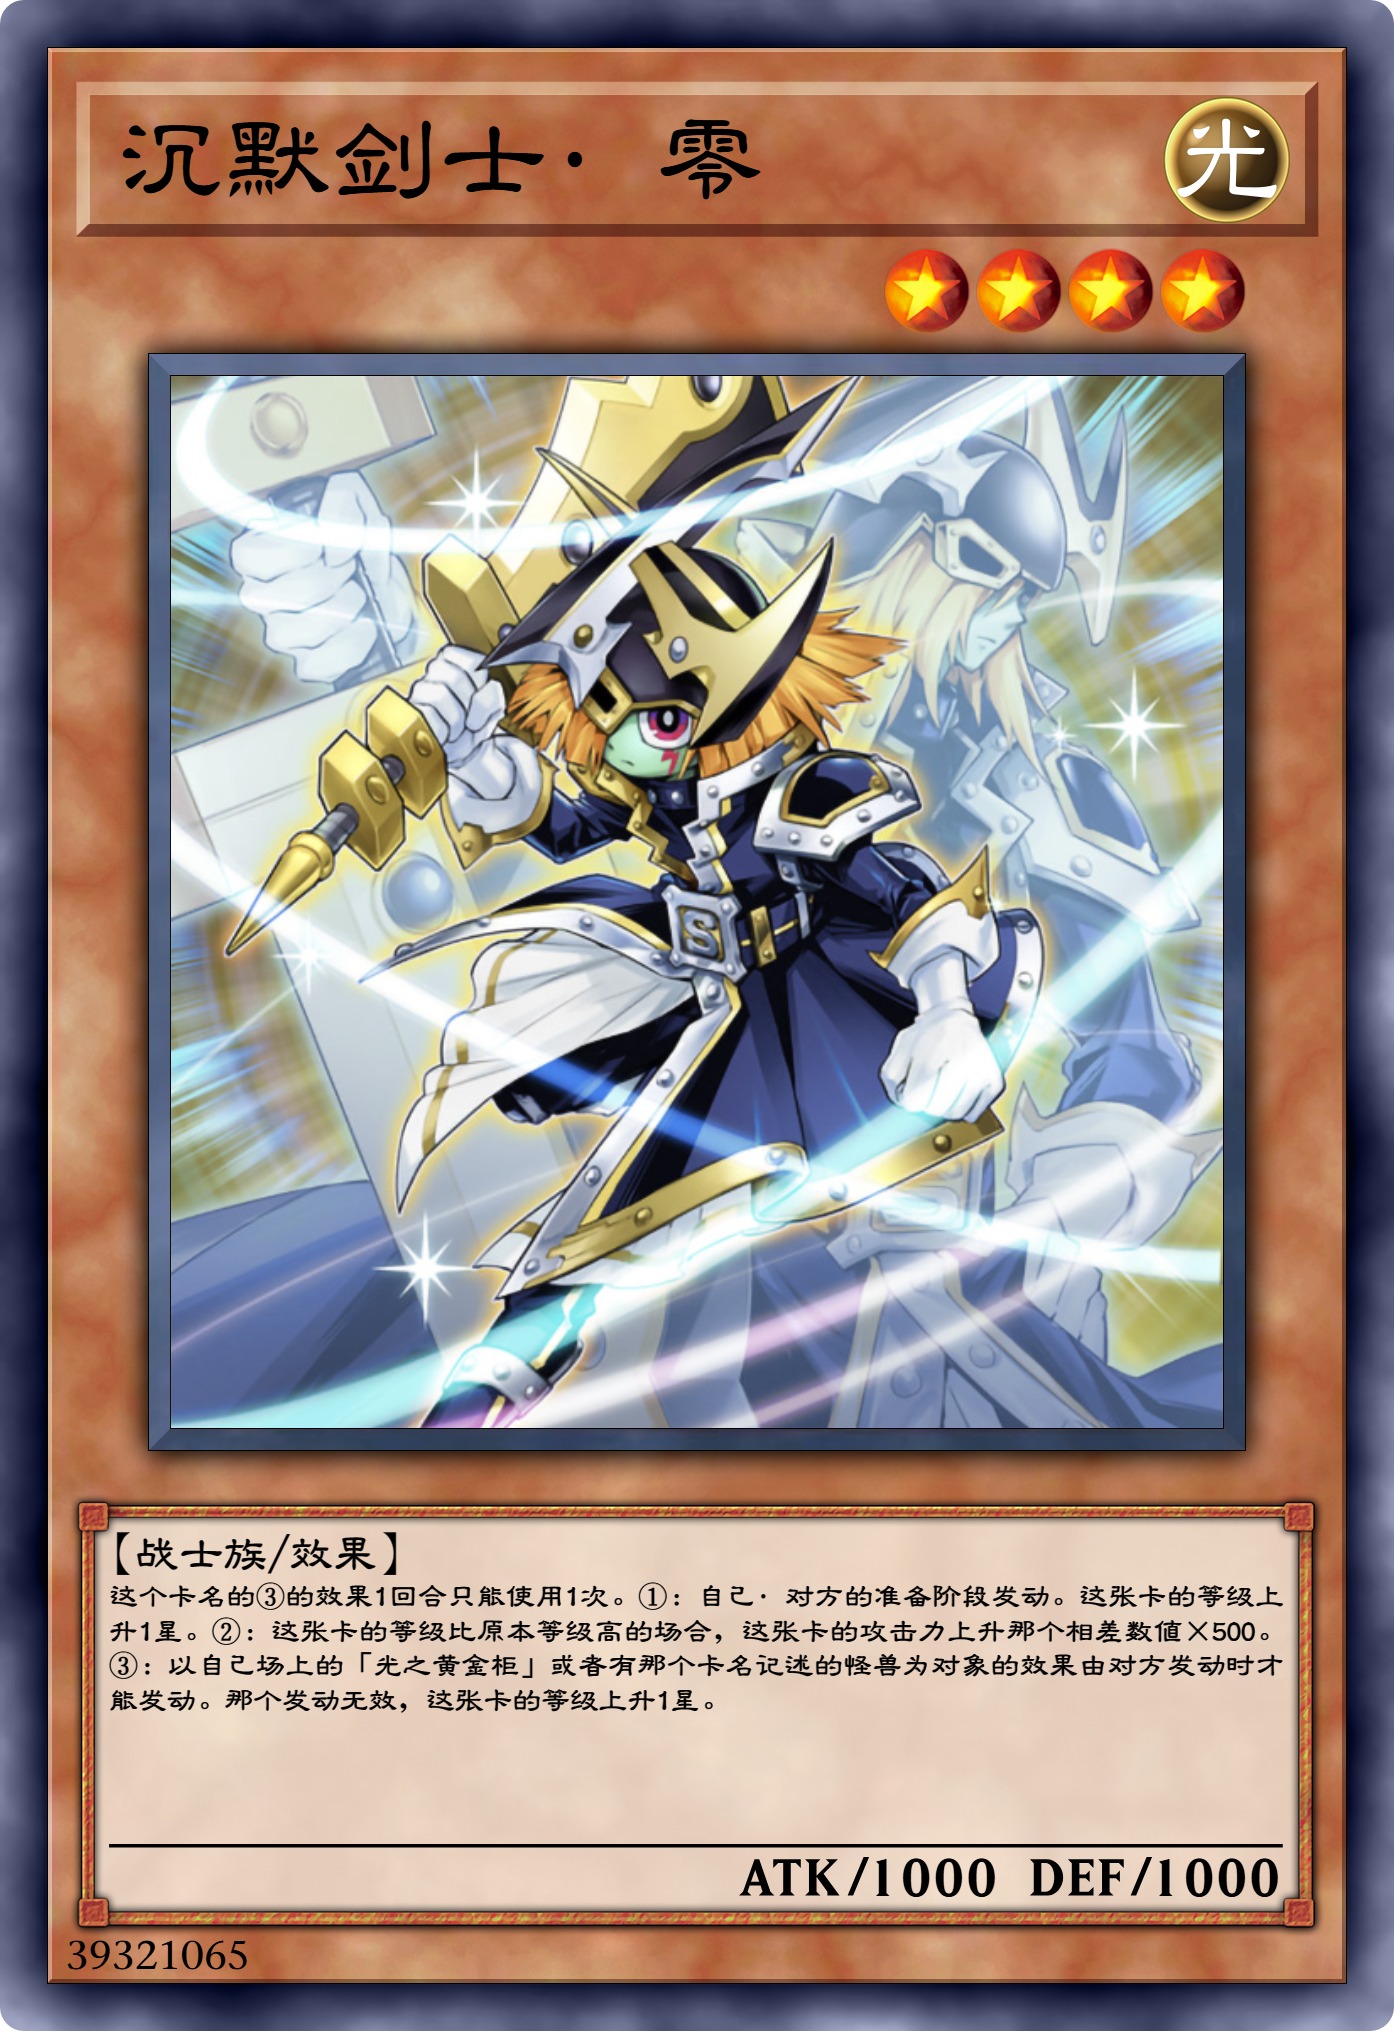 沉默剑士·零
光
【战士族/效果】
这个卡名的③的效果1回合只能使用1次。①：自己·对方的准备阶段发动。这张卡的等级上
升1星。②：这张卡的等级比原本等级高的场合，这张卡的攻击力上升那个相差数值×500。
③：以自己场上的「光之黄金柜」或者有那个卡名记述的怪兽为对象的效果由对方发动时才
能发动。那个发动无效，这张卡的等级上升1星。
S
ATK/1000 DEF/1000
39321065